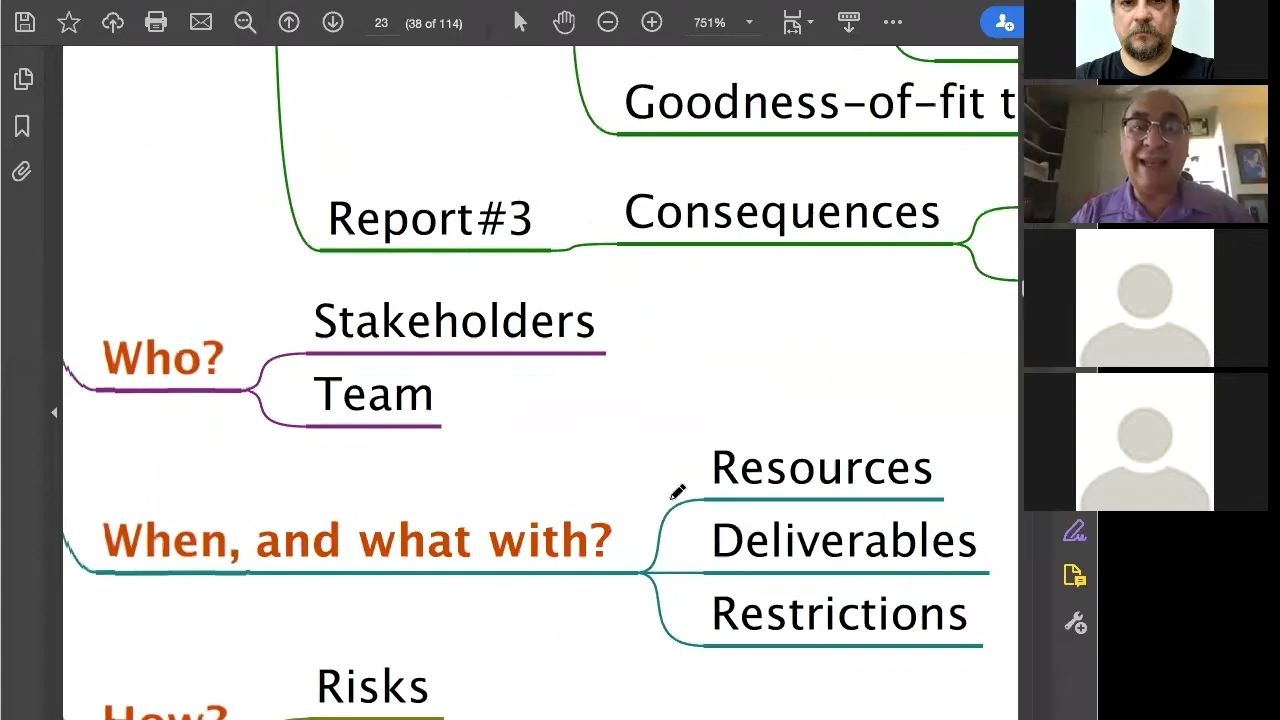 23 (38 of 114) 751%
Goodness-of-fit t
Report#3
Consequences
Stakeholders
Who?
Team
Resources
When, and what with?
Deliverables
Restrictions
Risks
How?